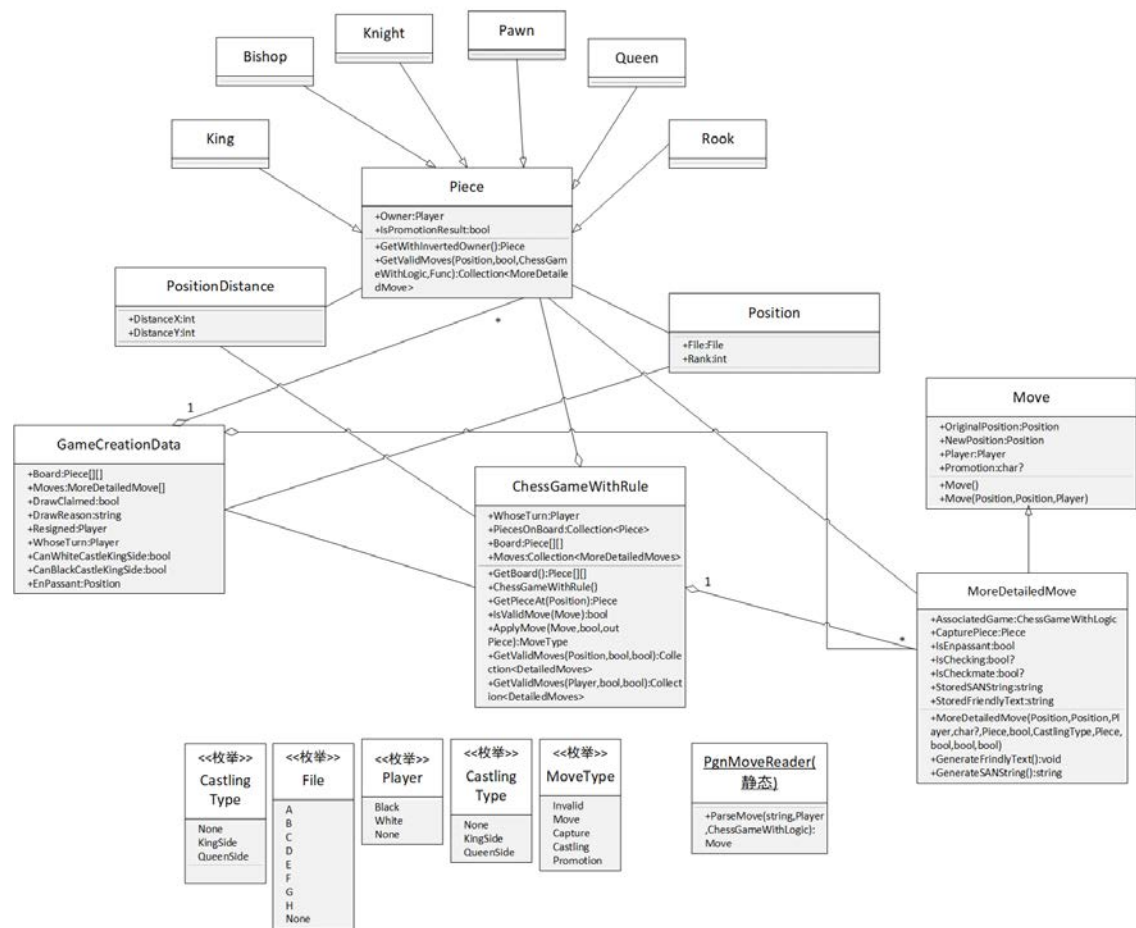 Bishop
Knight
Pawn
Queen
King
Rook
Piece
+Owner:Player
+IsPromotionResult:bool
+GetWithInvertedOwner():Piece
+GetValidMoves(Position,bool,ChessGam
eWithLogic,Func):Collection<MoreDetaile
dMove>
PositionDistance
+DistanceX:int
+DistanceY:int
Position
+File:File
+Rank:int
*
1
GameCreationData
+Board:Piece[][]
+Moves:MoreDetailedMove[]
+DrawClaimed:bool
+DrawReason:string
+Resigned:Player
+WhoseTurn:Player
+CanWhiteCastleKingSide:bool
+CanBlackCastleKingSide:bool
+EnPassant:Position
ChessGameWithRule
+WhoseTurn:Player
+PiecesOnBoard:Collection<Piece>
+Board:Piece[][]
+Moves:Collection<MoreDetailedMoves>
+GetBoard():Piece[][]
+ChessGameWithRule()
+GetPieceAt(Position):Piece
+IsValidMove(Move):bool
+ApplyMove(Move,bool,out
Piece):MoveType
+GetValidMoves(Position,bool,bool):Colle
ction<DetailedMoves>
+GetValidMoves(Player,bool,bool):Collect
ion<DetailedMoves>
1
*
Move
+OriginalPosition:Position
+NewPosition:Position
+Player:Player
+Promotion:char?
+Move()
+Move(Position,Position,Player)
MoreDetailedMove
+AssociatedGame:ChessGameWithLogic
+CapturePiece:Piece
+IsEnpassant:bool
+IsChecking:bool?
+IsCheckmate:bool?
+StoredSANString:string
+StoredFriendlyText:string
+MoreDetailedMove(Position,Position,Pl
ayer,char?,Piece,bool,CastlingType,Piece,
bool,bool,bool)
+GenerateFrindlyText():void
+GenerateSANString():string
<<枚举>>
Castling
Type
None
KingSide
QueenSide
<<枚举>>
File
A
B
C
D
E
F
G
H
None
<<枚举>>
Player
Black
White
None
<<枚举>>
Castling
Type
None
KingSide
QueenSide
<<枚举>>
MoveType
Invalid
Move
Capture
Castling
Promotion
PgnMoveReader(
静态)
+ParseMove(string,Player
,ChessGameWithLogic):
Move